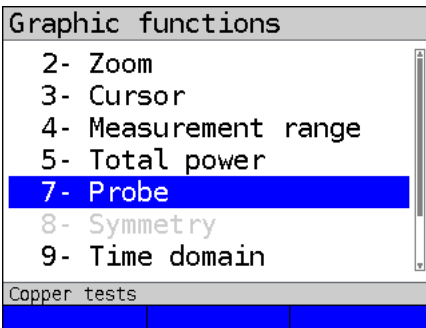 Graphic functions
2- Zoom
3- Cursor
4- Measurement range
5- Total power
7- Probe
8- Symmetry
9- Time domain
Copper tests